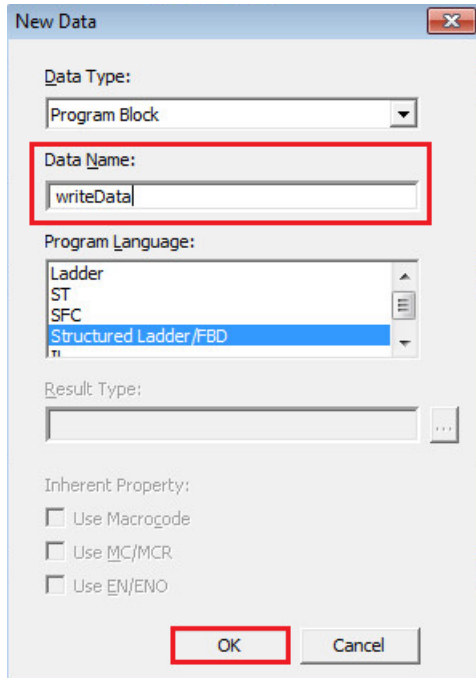 New Data
Data Type:
Program Block
Data Name:
writeData
Program Language:
Ladder
ST
SFC
Structured Ladder/FBD
Result Type:
...
Inherent Property:
Use Macrocode
Use MC/MCR
Use EN/ENO
OK Cancel